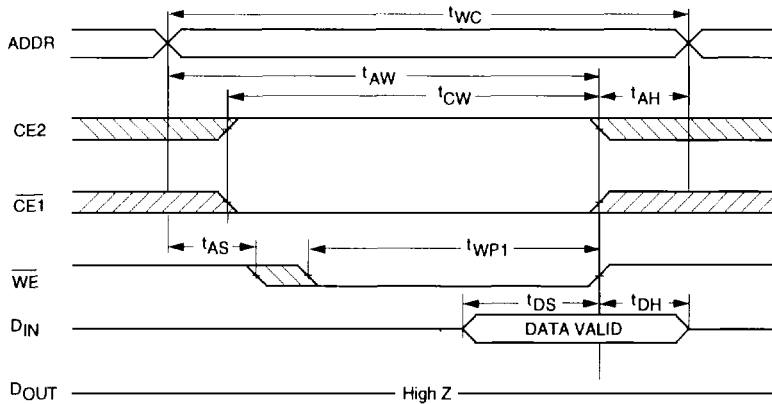 tWC
ADDR
tAW
tCW
tAH
CE2
CE1
tAS
tWP1
WE
tDS
tDH
DIN
DATA VALID
DOUT
High Z